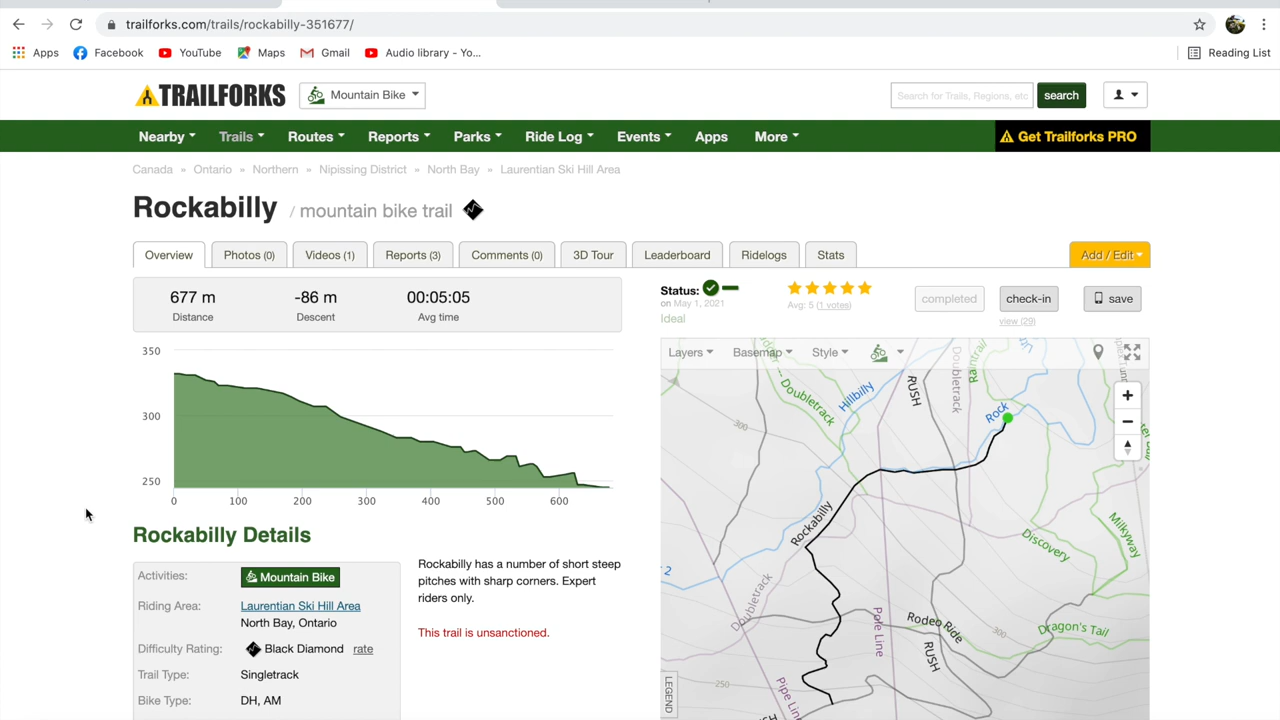 trailforks.com/trails/rockabilly-351677/
Apps Facebook YouTube Maps Gmail Audio library - Yo... Reading List
TRAILFORKS Mountain Bike Search for Trails, Regions, etc search
Nearby Trails Routes Reports Parks Ride Log Events Apps More Get Trailforks PRO
Canada » Ontario » Northern » Nipissing District » North Bay » Laurentian Ski Hill Area
Rockabilly / mountain bike trail
Overview Photos (0) Videos (1) Reports (3) Comments (0) 3D Tour Leaderboard Ridelogs Stats Add / Edit
677 m -86 m 00:05:05
Distance Descent Avg time
Status:
on May 1, 2021
Ideal
Avg: 5 (1 votes)
completed check-in save
view (29)
350
300
250
0 100 200 300 400 500 600
Layers Basemap Style
Doubletrack
Hillbilly
RUSH
Doubletrack
Raintrail
Rock
300
Rockabilly
Milkyway
Discovery
2
Doubletrack
Pole Line
Rodeo Ride
300
Dragon's Tail
RUSH
250
Pipe Line
LEGEND
Rockabilly Details
Activities: Mountain Bike
Riding Area: Laurentian Ski Hill Area
North Bay, Ontario
Difficulty Rating: Black Diamond rate
Trail Type: Singletrack
Bike Type: DH, AM
Rockabilly has a number of short steep
pitches with sharp corners. Expert
riders only.
This trail is unsanctioned.